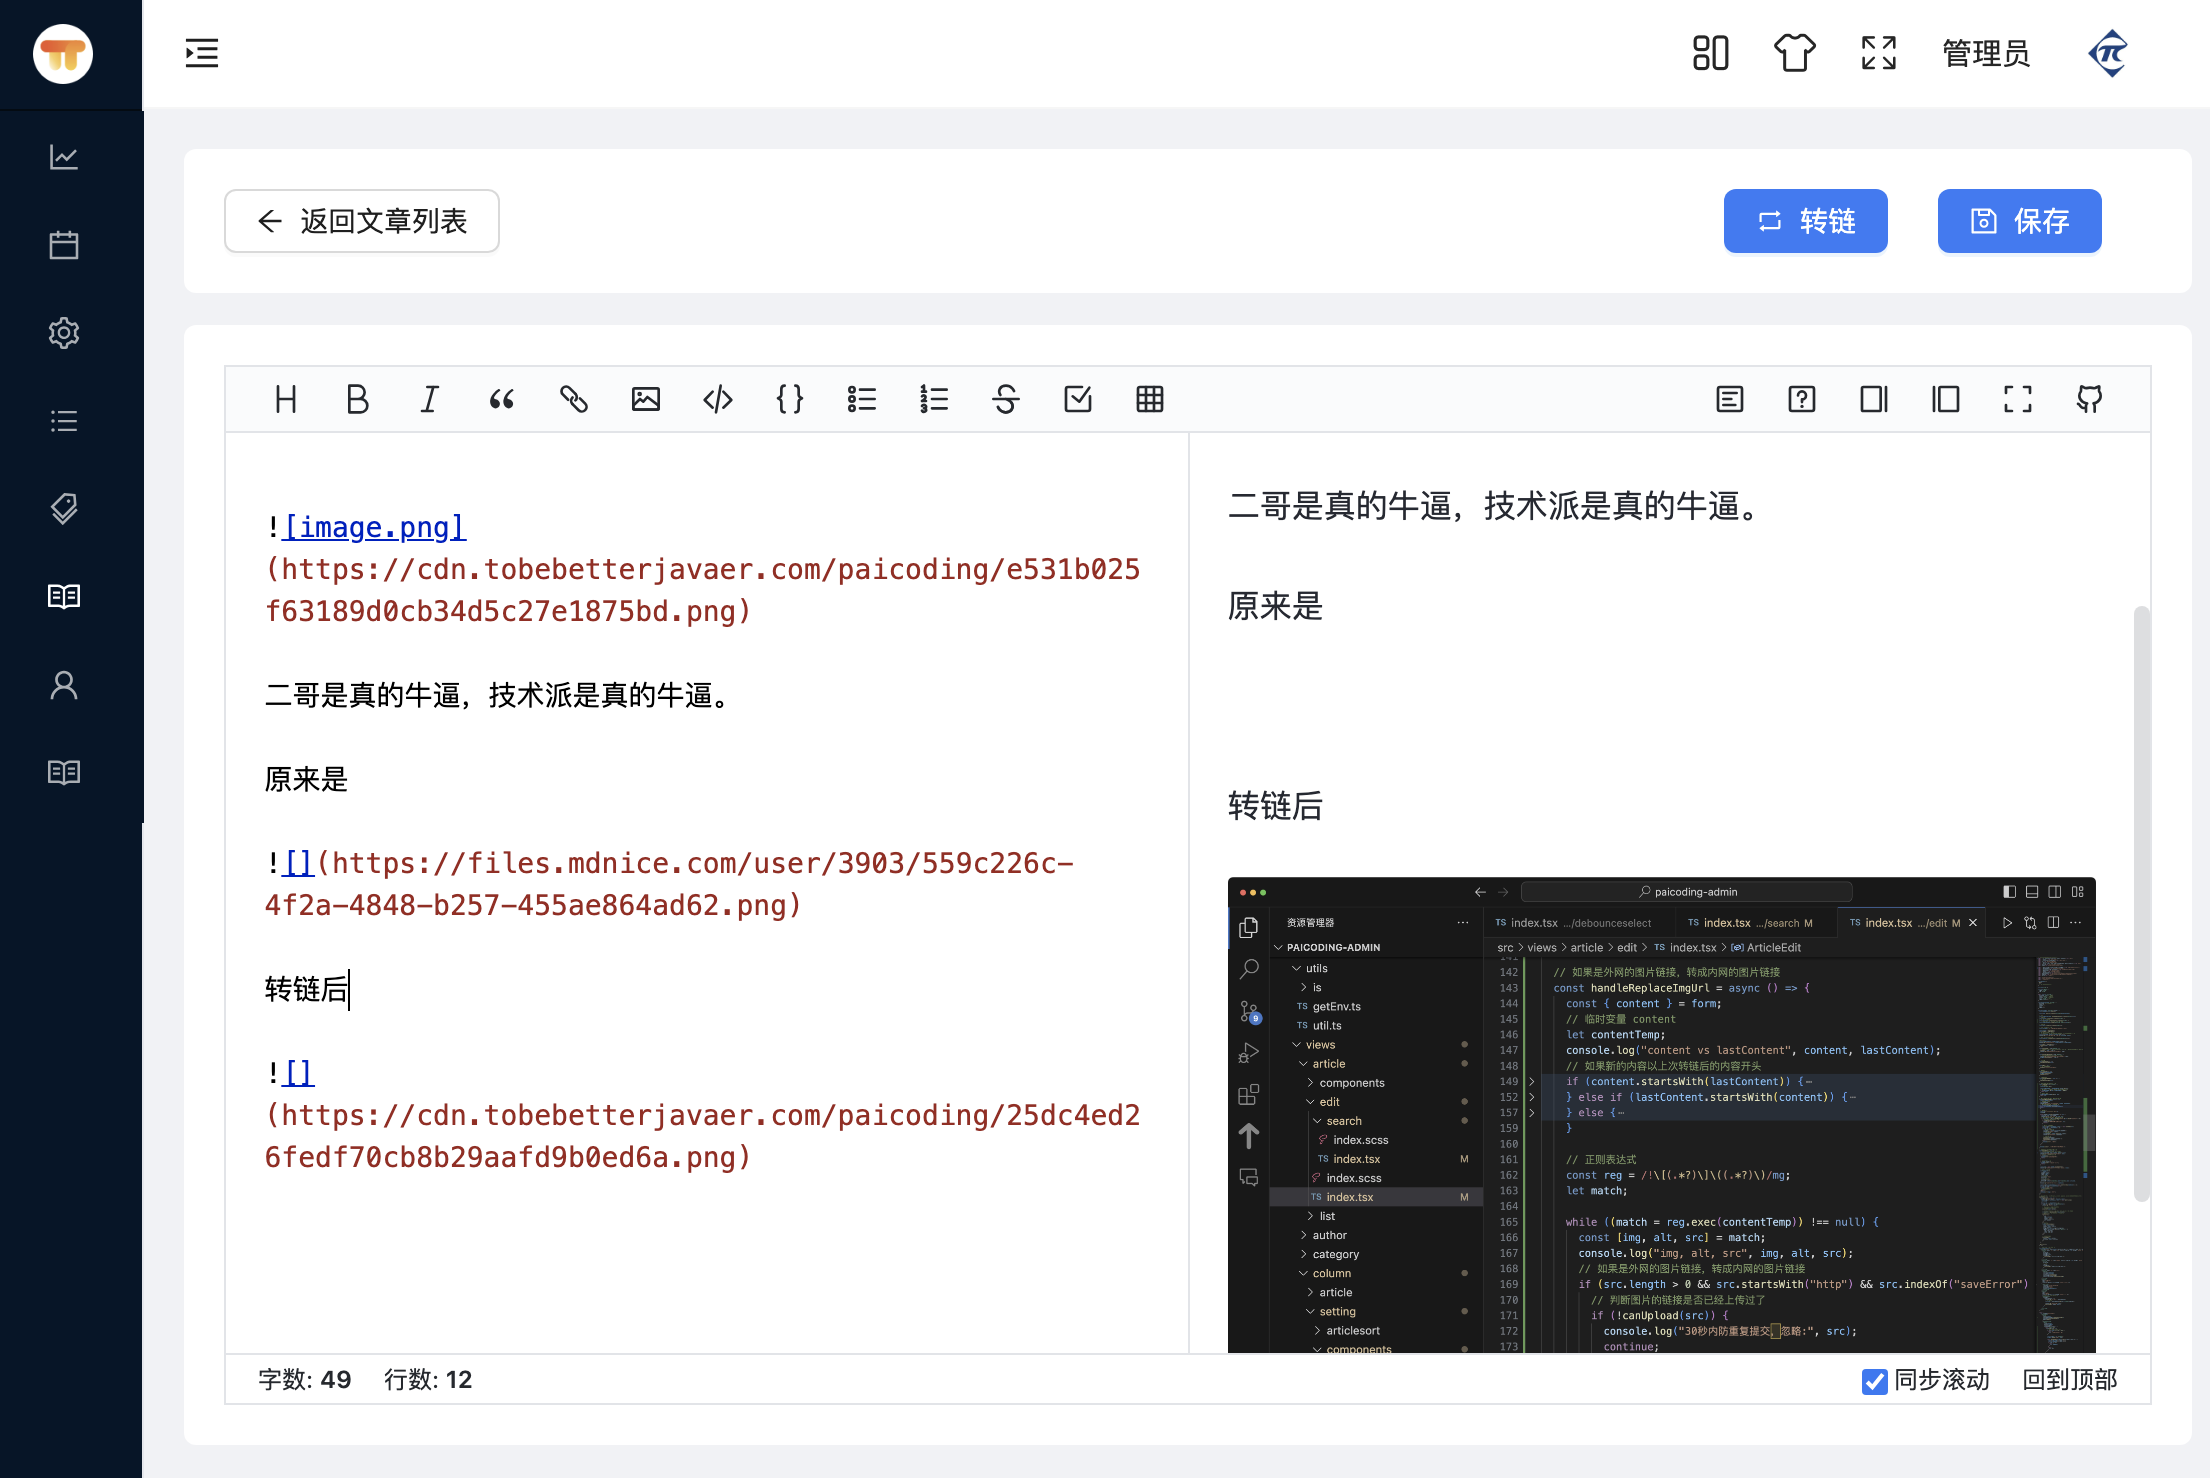 管理员
返回文章列表
转链
保存
![image.png]
(https://cdn.tobebetterjavaer.com/paicoding/e531b025
f63189d0cb34d5c27e1875bd.png)
二哥是真的牛逼，技术派是真的牛逼。
原来是
![](https://files.mdnice.com/user/3903/559c226c-
4f2a-4848-b257-455ae864ad62.png)
转链后
![]
(https://cdn.tobebetterjavaer.com/paicoding/25dc4ed2
6fedf70cb8b29aafd9b0ed6a.png)
二哥是真的牛逼，技术派是真的牛逼。
原来是
转链后
paicoding-admin
资源管理器
PAICODING-ADMIN
utils
is
TS getEnv.ts
TS util.ts
views
article
components
edit
search
index.scss
TS index.tsx M
index.scss
TS index.tsx M
list
author
category
column
article
setting
articlesort
components
TS index.tsx .../debounceselect
TS index.tsx .../search M
TS index.tsx .../edit M
src > views > article > edit > TS index.tsx > ArticleEdit
142 // 如果是外网的图片链接，转成内网的图片链接
143 const handleReplaceImgUrl = async () => {
144 const { content } = form;
145 // 临时变量 content
146 let contentTemp;
147 console.log("content vs lastContent", content, lastContent);
148 // 如果新的内容以上次转链后的内容开头
149 if (content.startsWith(lastContent)) {
152 } else if (lastContent.startsWith(content)) {
157 } else {
159 }
160
161 // 正则表达式
162 const reg = /!\[(.*?)\]\((.*?)\)/mg;
163 let match;
164
165 while ((match = reg.exec(contentTemp)) !== null) {
166 const [img, alt, src] = match;
167 console.log("img, alt, src", img, alt, src);
168 // 如果是外网的图片链接，转成内网的图片链接
169 if (src.length > 0 && src.startsWith("http") && src.indexOf("saveError")
170 // 判断图片的链接是否已经上传过了
171 if (!canUpload(src)) {
172 console.log("30秒内防重复提交，忽略:", src);
173 continue;
字数: 49 行数: 12
同步滚动 回到顶部